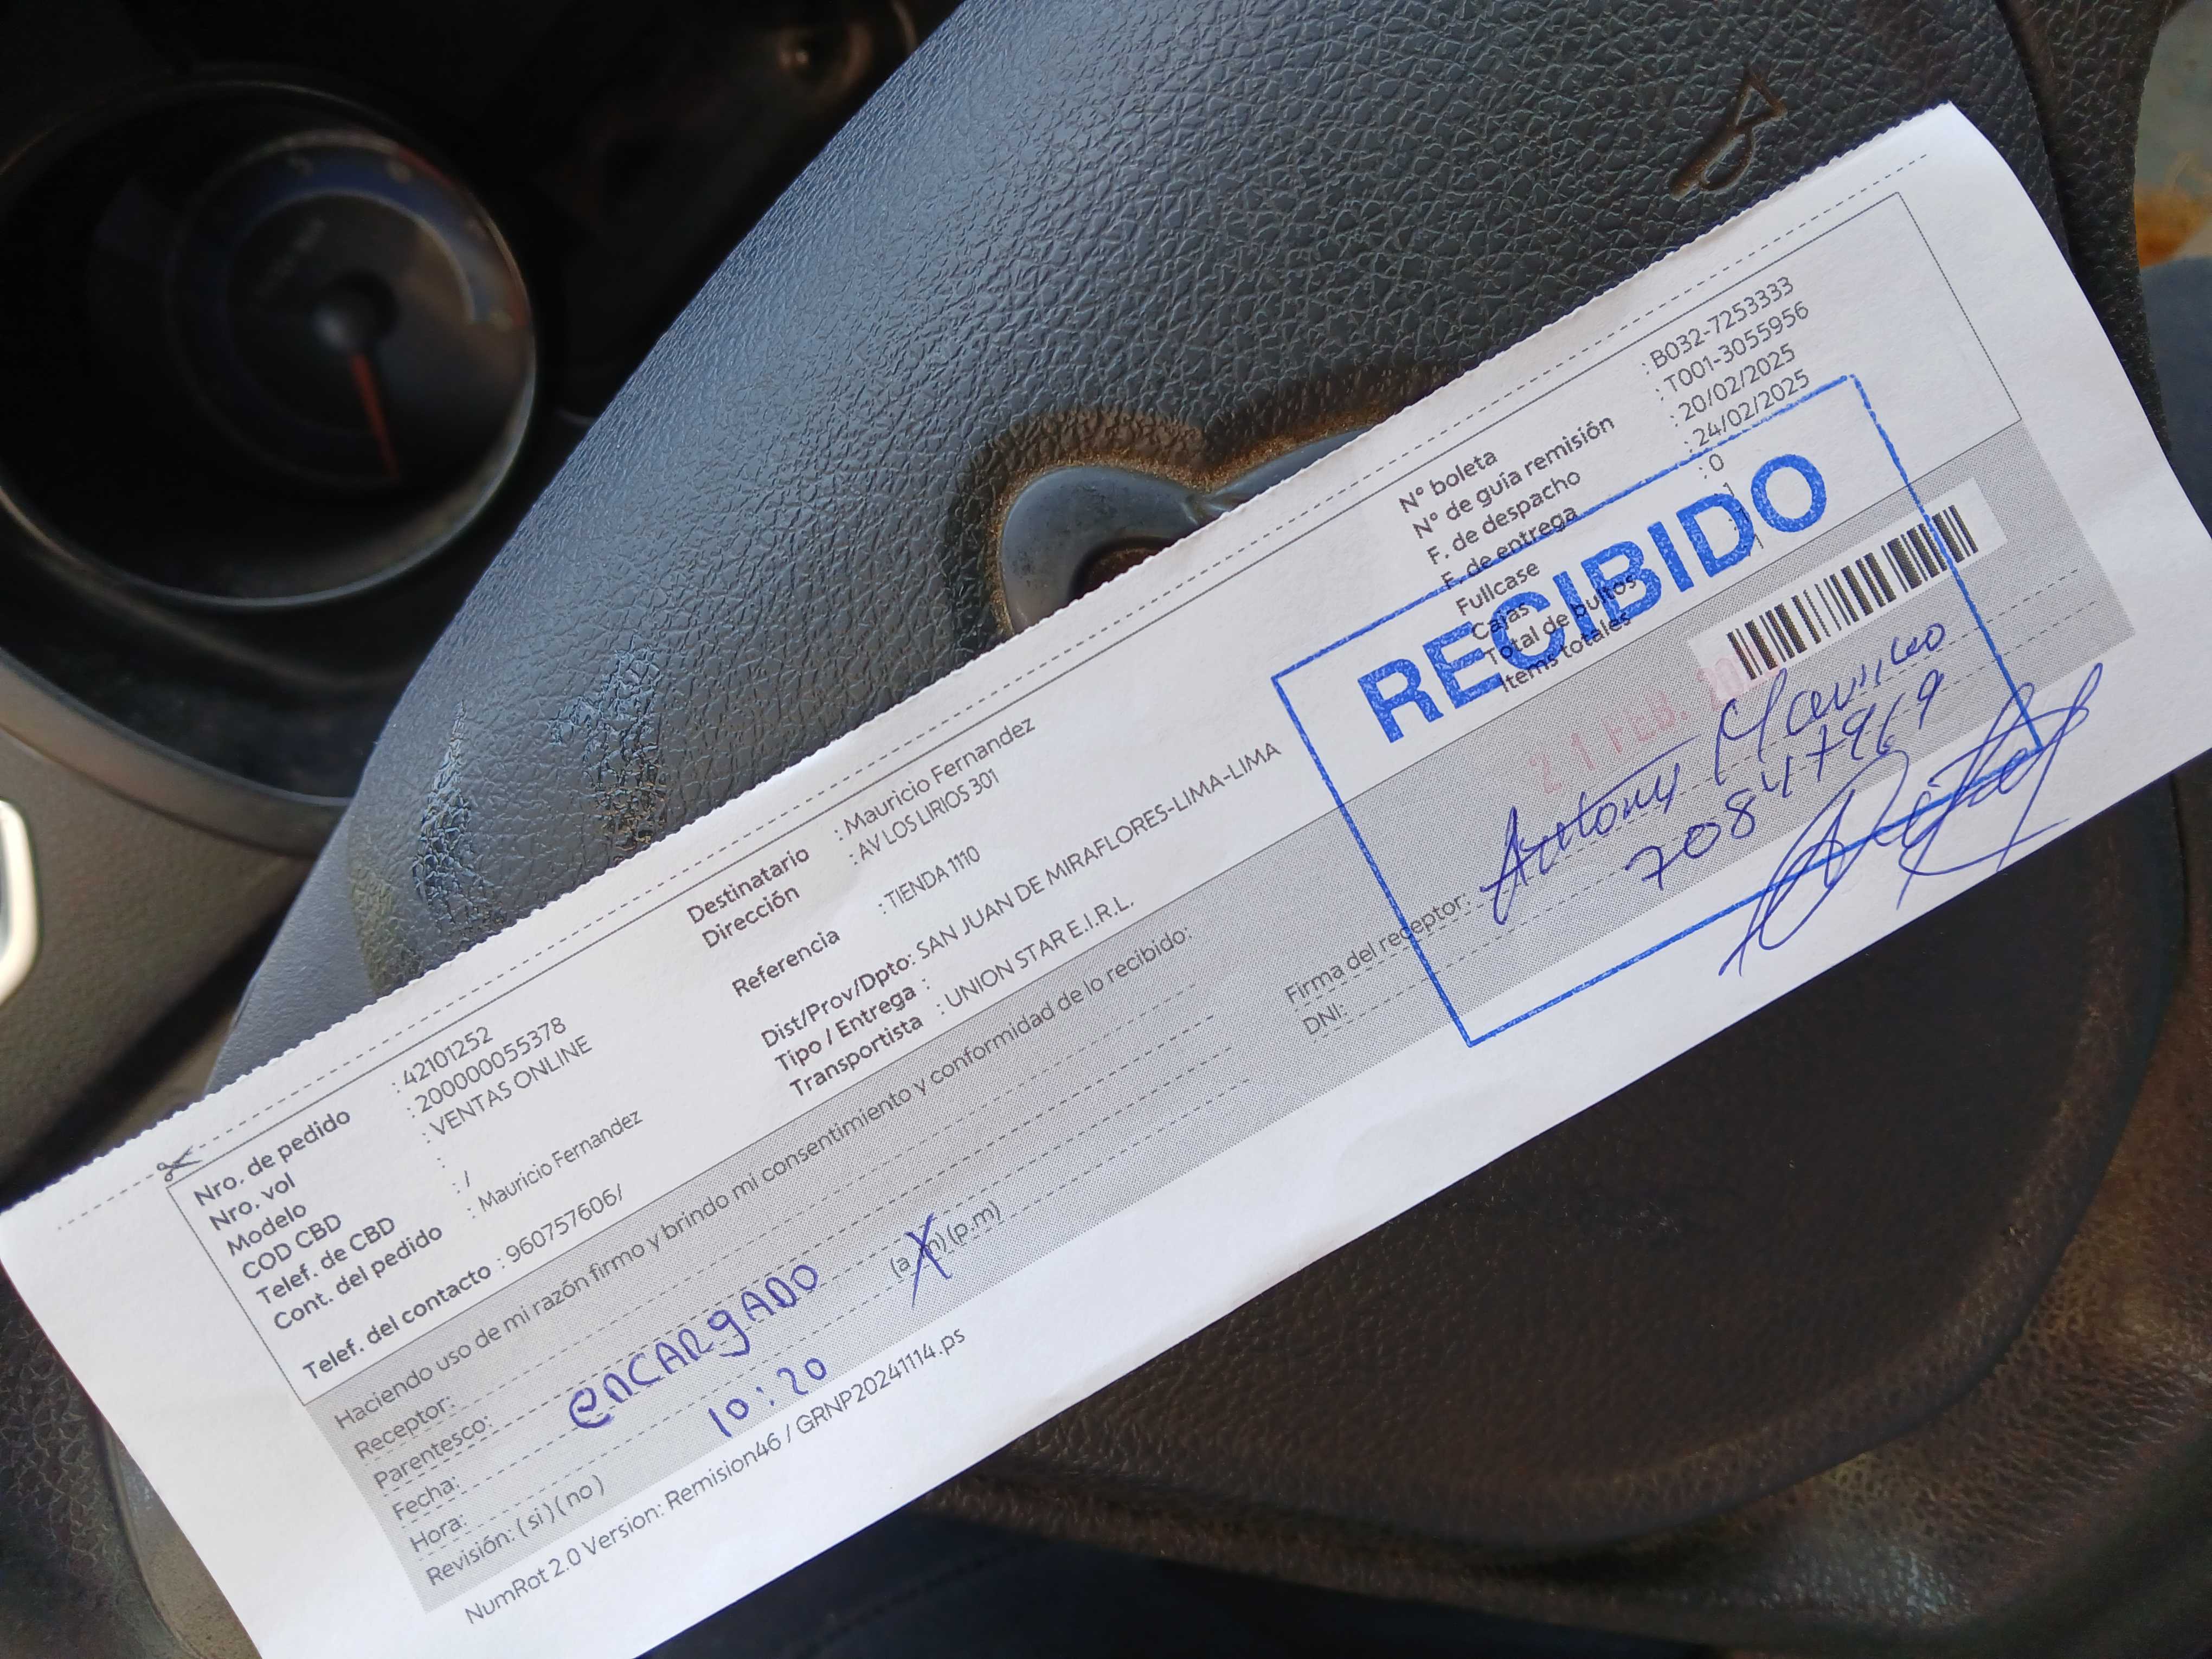 Nro. de pedido : 42101252
Nro. vol : 200000055378
Modelo : VENTAS ONLINE
COD CBD :
Telef. de CBD : /
Cont. del pedido : Mauricio Fernandez
Telef. del contacto : 960757606/
Destinatario : Mauricio Fernandez
Dirección : AV LOS LIRIOS 301
Referencia : TIENDA 1110
Dist/Prov/Dpto: SAN JUAN DE MIRAFLORES-LIMA-LIMA
Tipo / Entrega :
Transportista : UNION STAR E.I.R.L.
N° boleta : B032-7253333
N° de guía remisión : T001-3055956
F. de despacho : 20/02/2025
F. de entrega : 24/02/2025
Fullcase : 0
Cajas : 1
Total de bultos : 1
Items totales : 1
RECIBIDO
21 FEB.
Haciendo uso de mi razón firmo y brindo mi consentimiento y conformidad de lo recibido:
Receptor:
Parentesco: encargado
Fecha:
Hora: 10:20 (a.m) (p.m)
Revisión: (si) (no)
Firma del receptor: Antony
DNI: 70847969
NumRot 2.0 Version: Remision46 / GRNP20241114.ps